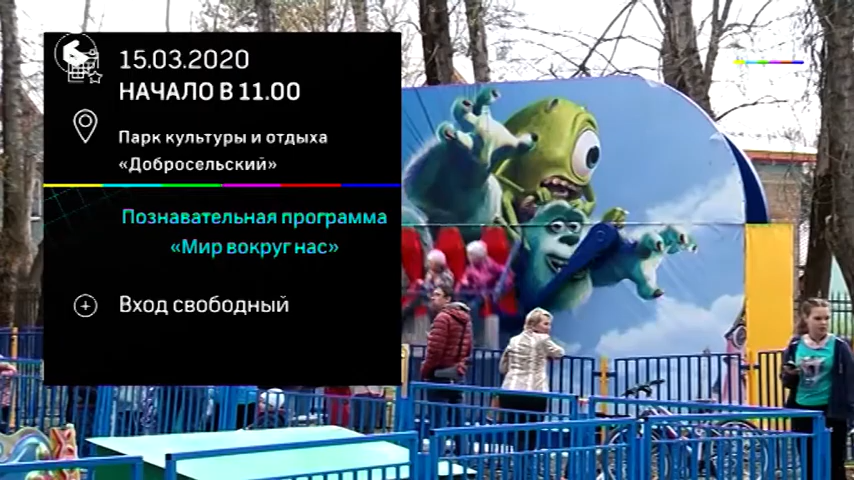 15.03.2020
НАЧАЛО В 11.00
Парк культуры и отдыха
«Добросельский»
Познавательная программа
«Мир вокруг нас»
Вход свободный